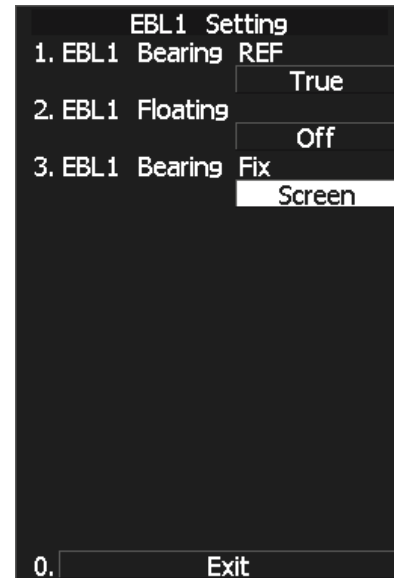 EBL1 Setting
1. EBL1 Bearing REF
True
2. EBL1 Floating
Off
3. EBL1 Bearing Fix
Screen
0. Exit